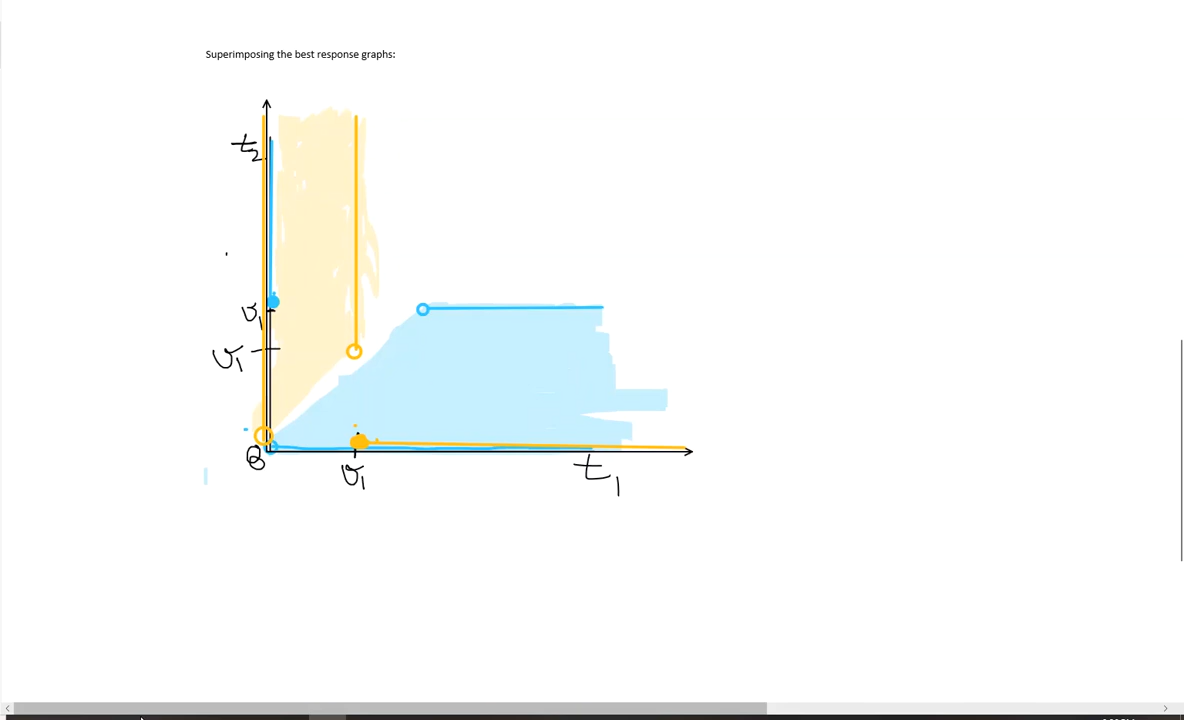 Superimposing the best response graphs:
t2
v1
v1
0
v1
t1